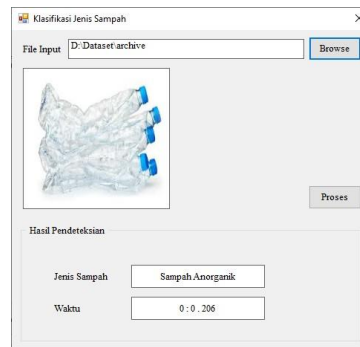 Klasifikasi Jenis Sampah
File Input D:\Dataset\archive Browse
Proses
Hasil Pendeteksian
Jenis Sampah Sampah Anorganik
Waktu 0 : 0 . 206